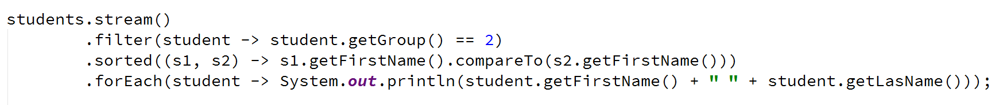 students.stream()
.filter(student -> student.getGroup() == 2)
.sorted((s1, s2) -> s1.getFirstName().compareTo(s2.getFirstName()))
.forEach(student -> System.out.println(student.getFirstName() + " " + student.getLasName()));